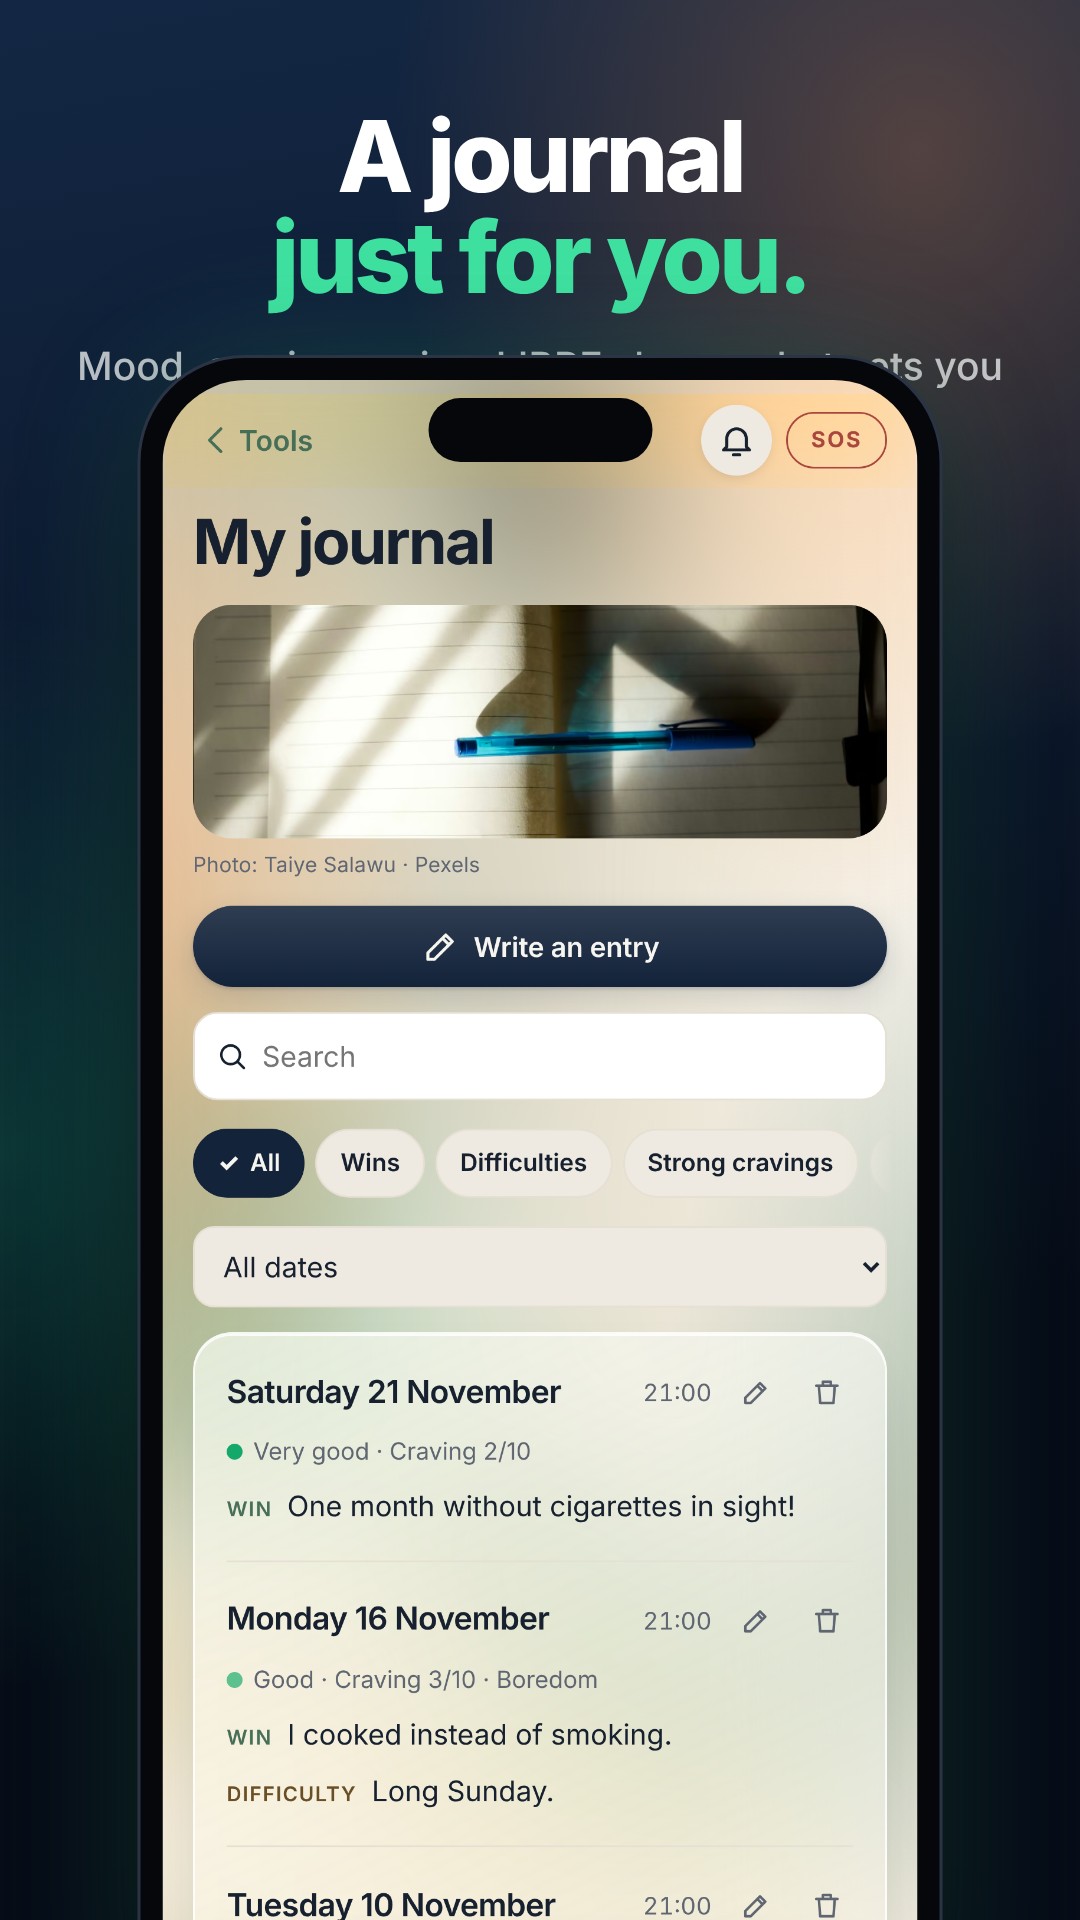 A journal
just for you.
Mood
you
Tools
SOS
My journal
Photo: Taiye Salawu · Pexels
Write an entry
Search
All
Wins
Difficulties
Strong cravings
All dates
Saturday 21 November 21:00
Very good · Craving 2/10
WIN One month without cigarettes in sight!
Monday 16 November 21:00
Good · Craving 3/10 · Boredom
WIN I cooked instead of smoking.
DIFFICULTY Long Sunday.
Tuesday 10 November 21:00